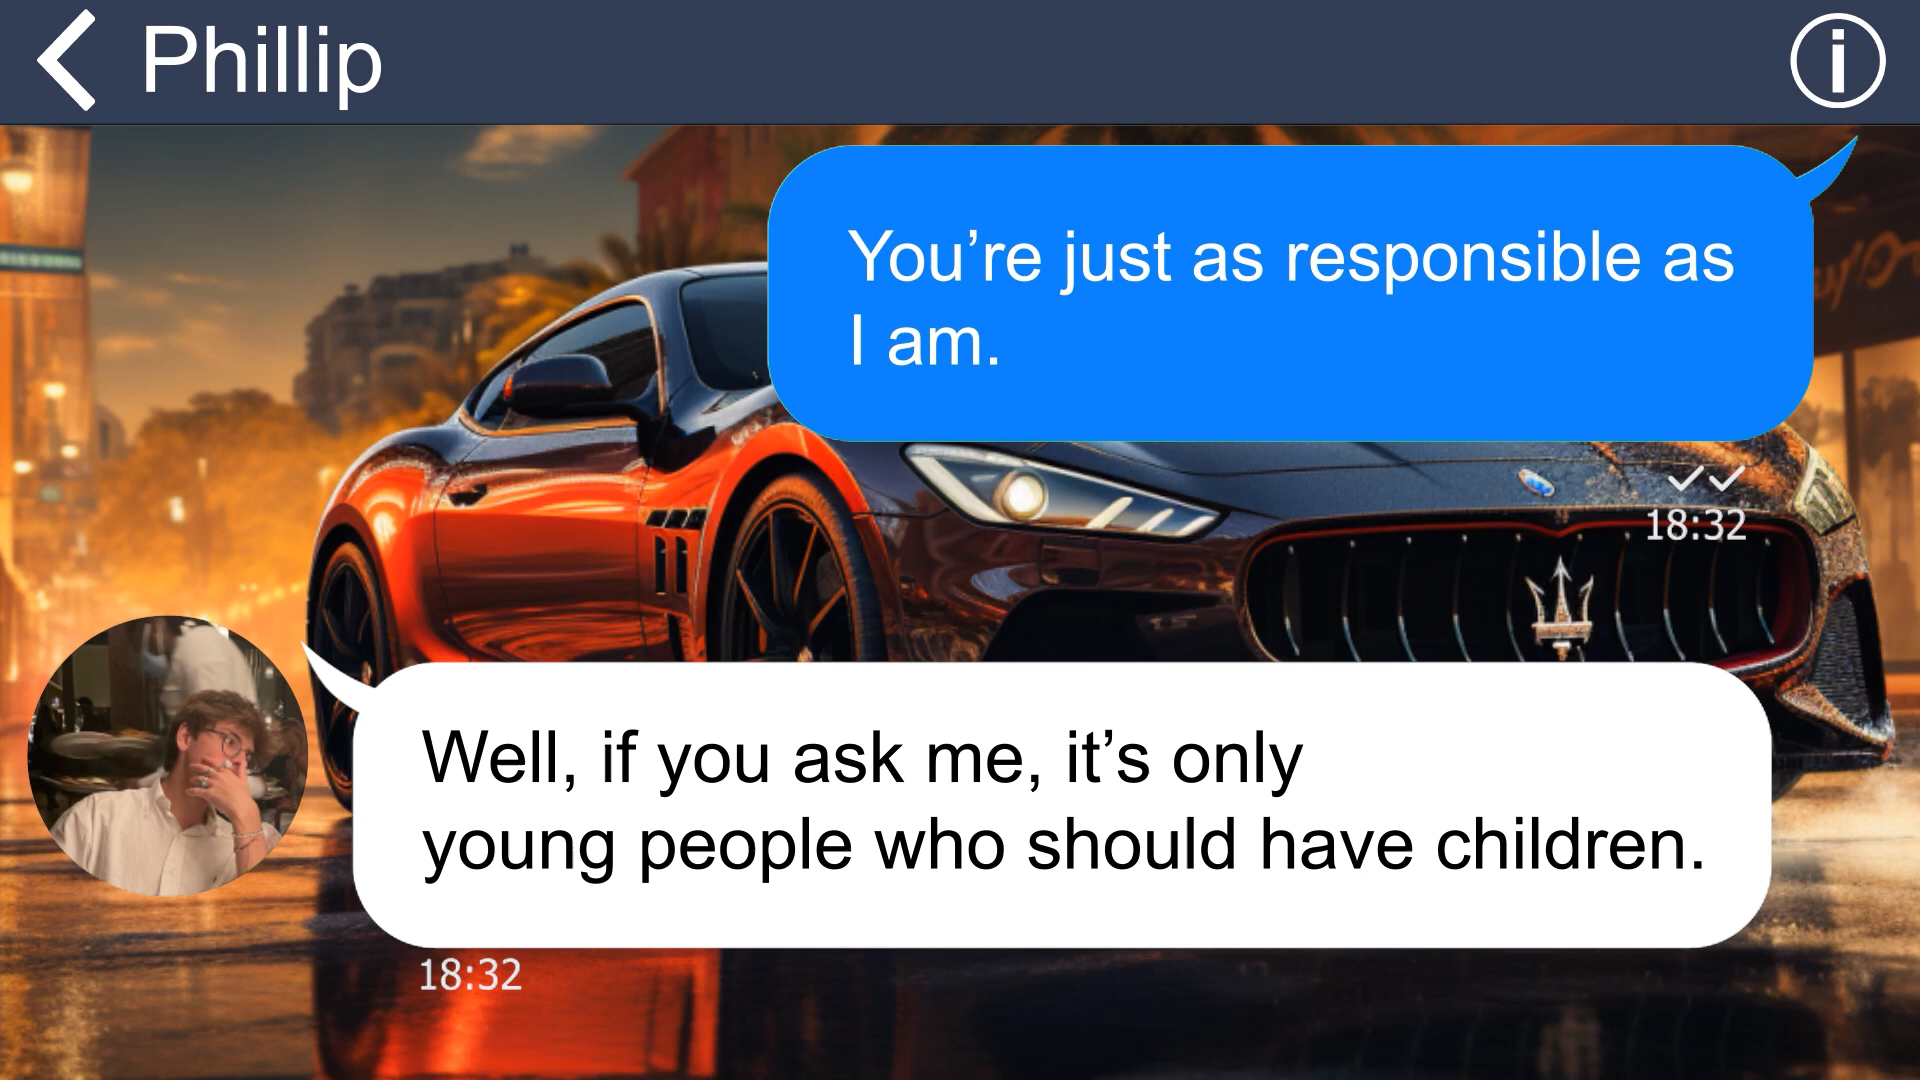 Phillip
You’re just as responsible as
I am.
18:32
Well, if you ask me, it’s only
young people who should have children.
18:32